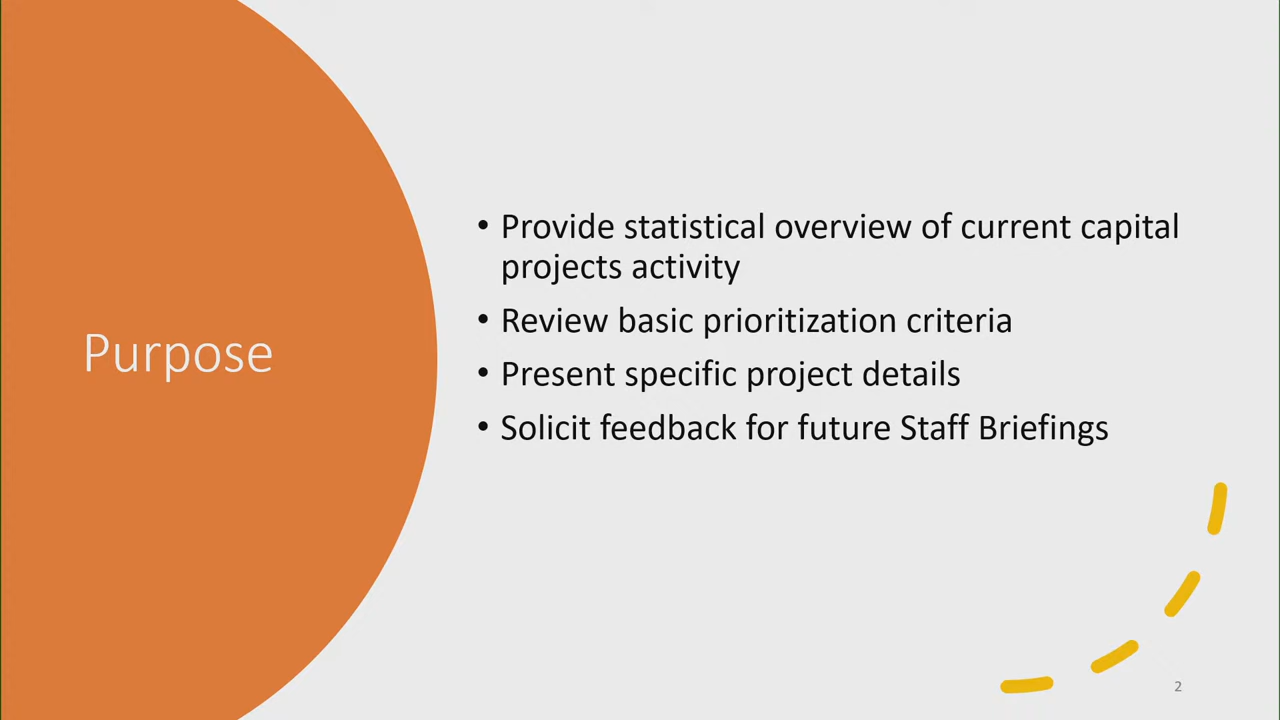 Purpose
• Provide statistical overview of current capital
projects activity
• Review basic prioritization criteria
• Present specific project details
• Solicit feedback for future Staff Briefings
2